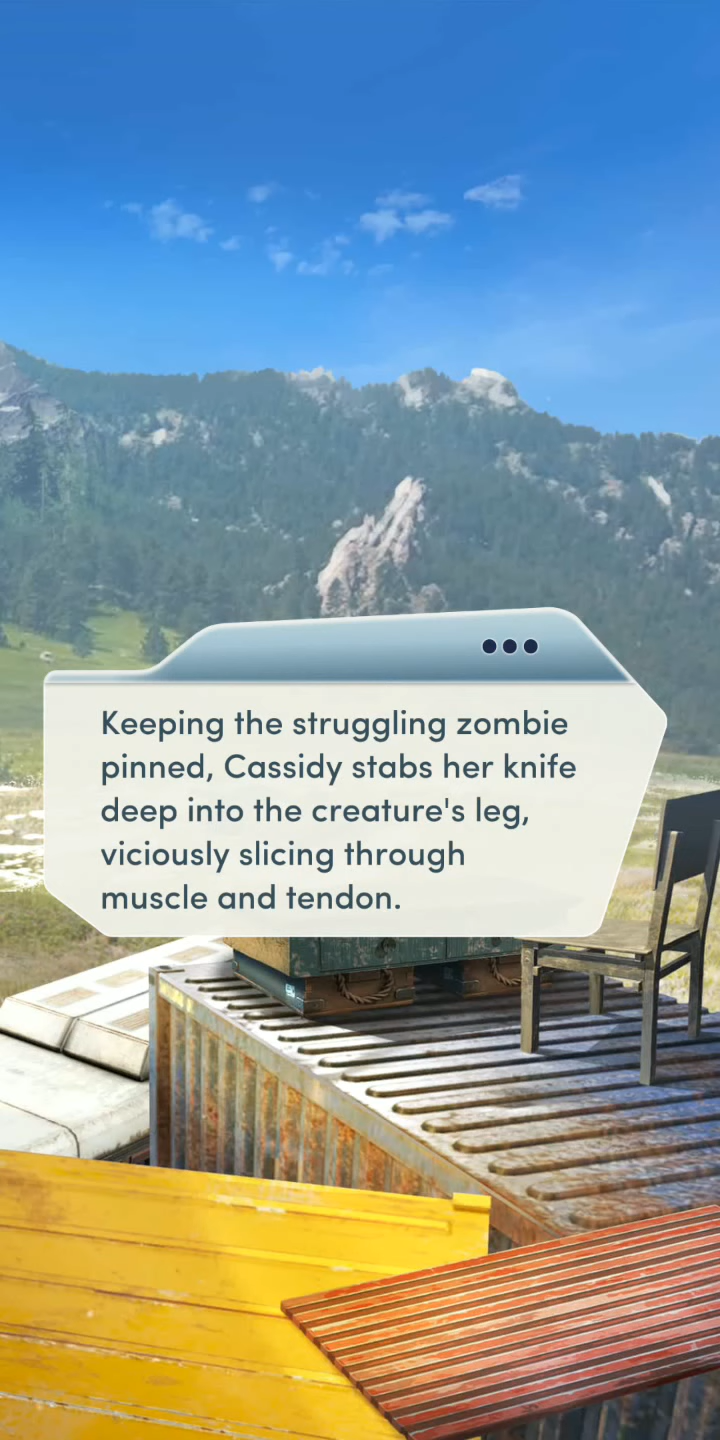 Keeping the struggling zombie
pinned, Cassidy stabs her knife
deep into the creature's leg,
viciously slicing through
muscle and tendon.